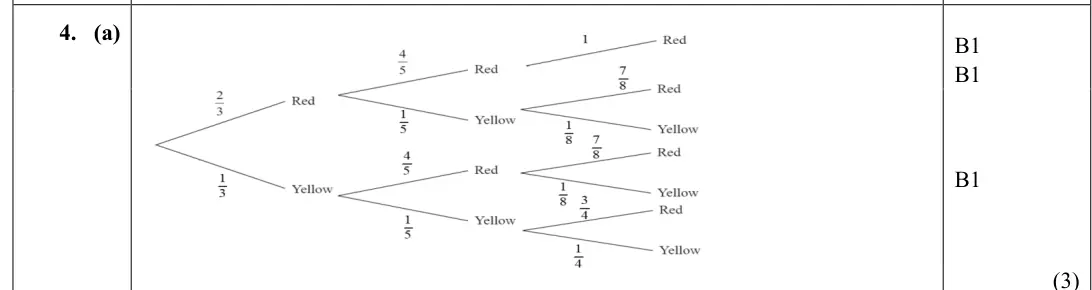 4. (a)
1 Red
4/5 Red
7/8 Red
2/3 Red
1/5 Yellow
1/8 Yellow
4/5 Red
7/8 Red
1/3 Yellow
1/8 Yellow
1/5 Yellow
3/4 Red
1/4 Yellow
B1
B1
B1
(3)